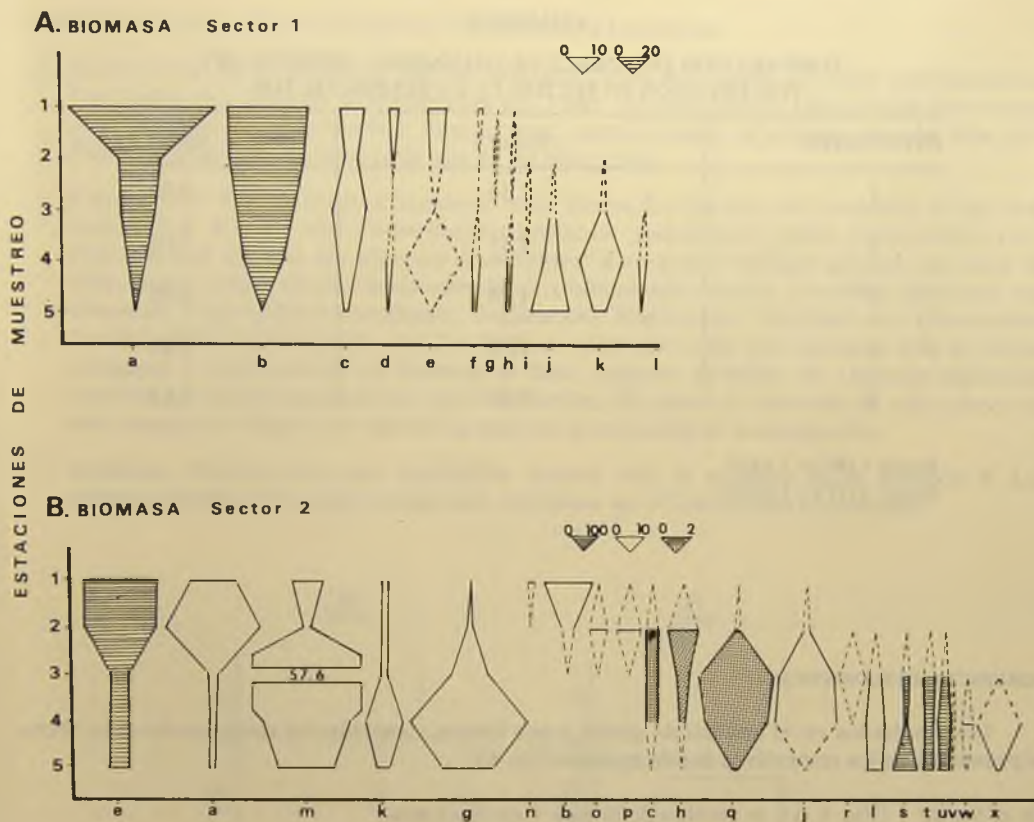 A. BIOMASA Sector 1
0 10 0 20
1
2
3
4
5
a b c d e f g h i j k l
ESTACIONES DE MUESTREO
B. BIOMASA Sector 2
0 100 0 10 0 2
1
2
3
4
5
57.6
e a m k g n b o p c h q j r l s t u v w x